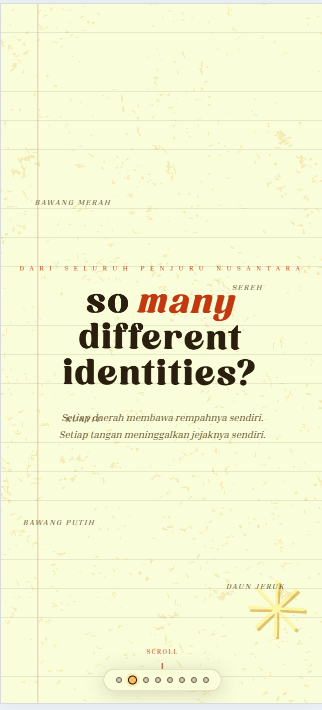 BAWANG MERAH
DARI SELURUH PENJURU NUSANTARA
SEREH
so many
different
identities?
Setiap daerah membawa rempahnya sendiri.
Setiap tangan meninggalkan jejaknya sendiri.
BAWANG PUTIH
DAUN JERUK
SCROLL